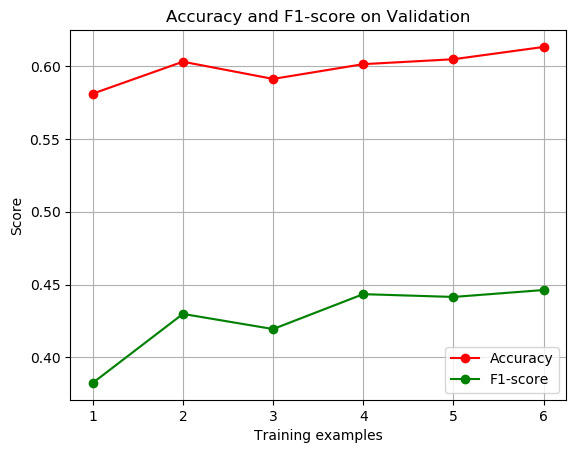 Accuracy and F1-score on Validation
0.60
0.55
0.50
0.45
0.40
Score
Accuracy
F1-score
1 2 3 4 5 6
Training examples